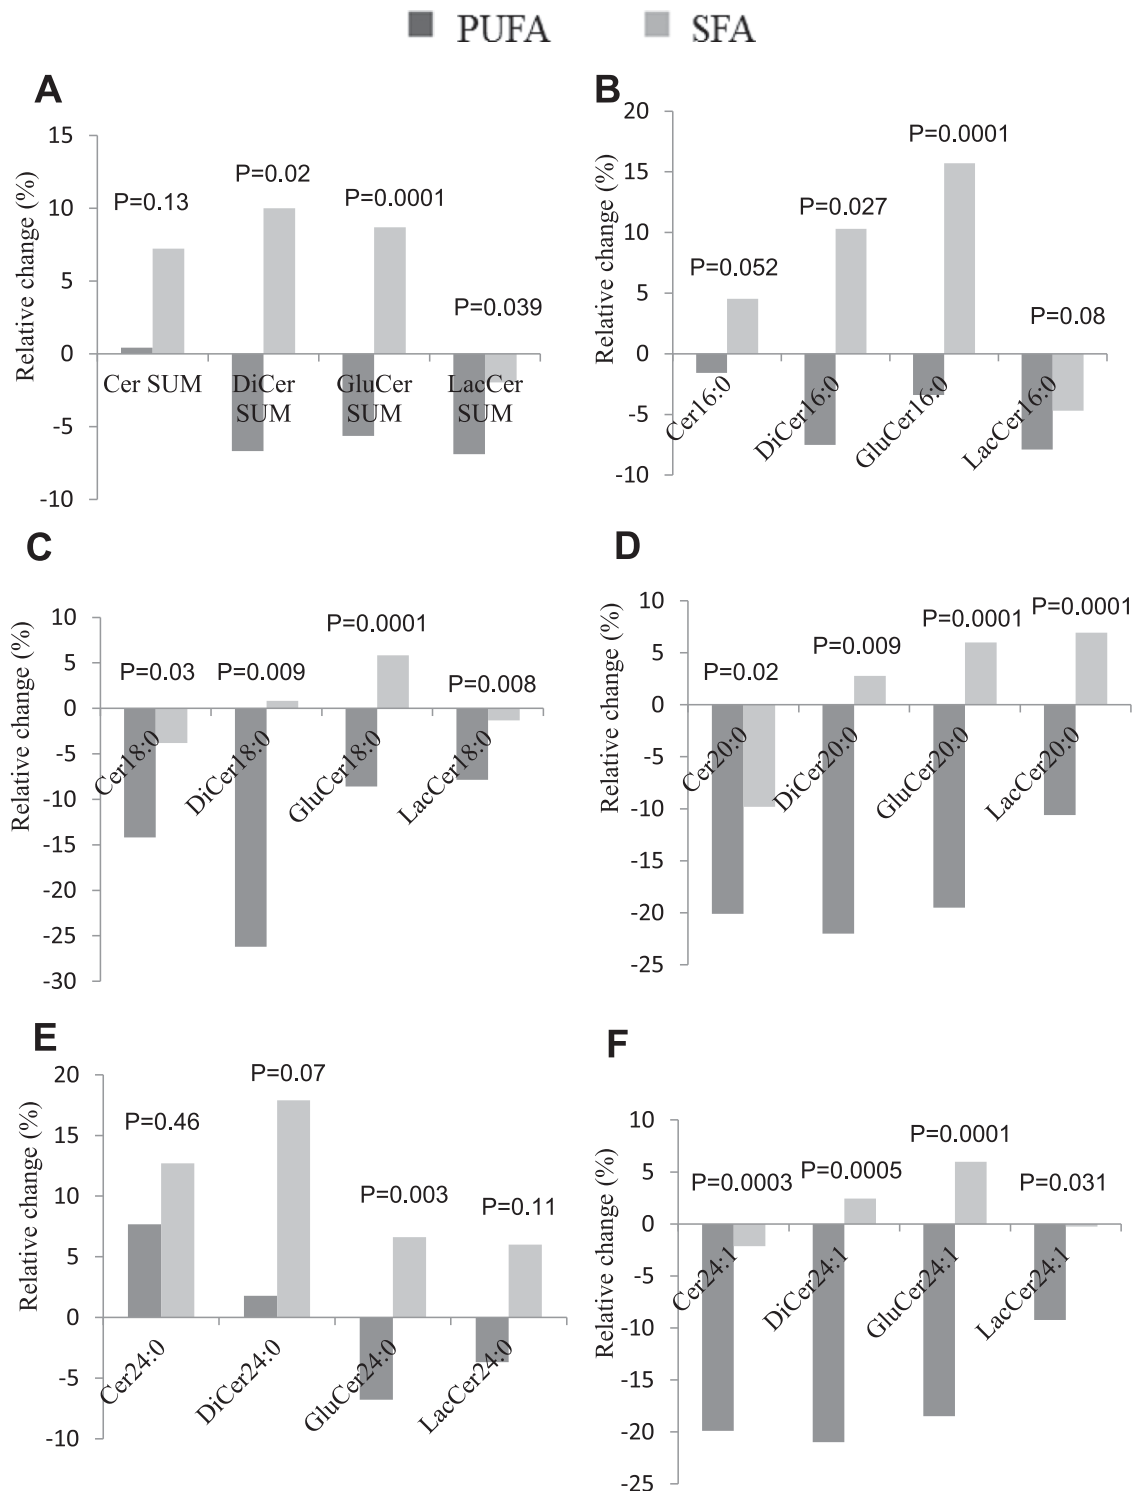 PUFA SFA
A
Relative change (%)
15
10
5
0
-5
-10
P=0.13
P=0.02
P=0.0001
P=0.039
Cer SUM
DiCer SUM
GluCer SUM
LacCer SUM
B
Relative change (%)
20
15
10
5
0
-5
-10
P=0.052
P=0.027
P=0.0001
P=0.08
Cer16:0
DiCer16:0
GluCer16:0
LacCer16:0
C
Relative change (%)
10
5
0
-5
-10
-15
-20
-25
-30
P=0.03
P=0.009
P=0.0001
P=0.008
Cer18:0
DiCer18:0
GluCer18:0
LacCer18:0
D
Relative change (%)
10
5
0
-5
-10
-15
-20
-25
P=0.02
P=0.009
P=0.0001
P=0.0001
Cer20:0
DiCer20:0
GluCer20:0
LacCer20:0
E
Relative change (%)
20
15
10
5
0
-5
-10
P=0.46
P=0.07
P=0.003
P=0.11
Cer24:0
DiCer24:0
GluCer24:0
LacCer24:0
F
Relative change (%)
10
5
0
-5
-10
-15
-20
-25
P=0.0003
P=0.0005
P=0.0001
P=0.031
Cer24:1
DiCer24:1
GluCer24:1
LacCer24:1